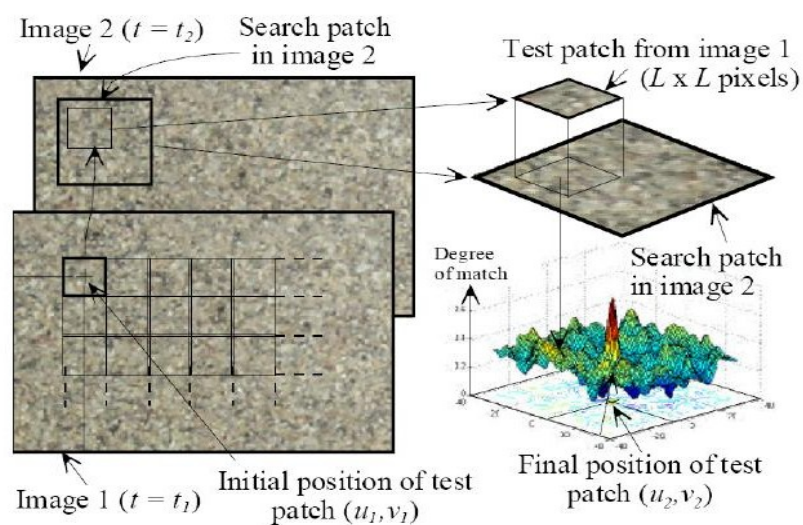 Image 2 (t = t₂)
Search patch
in image 2
Test patch from image 1
(L x L pixels)
Search patch
in image 2
Degree
of match
0
Final position of test
patch (u₂,v₂)
Initial position of test
patch (u₁,v₁)
Image 1 (t = t₁)